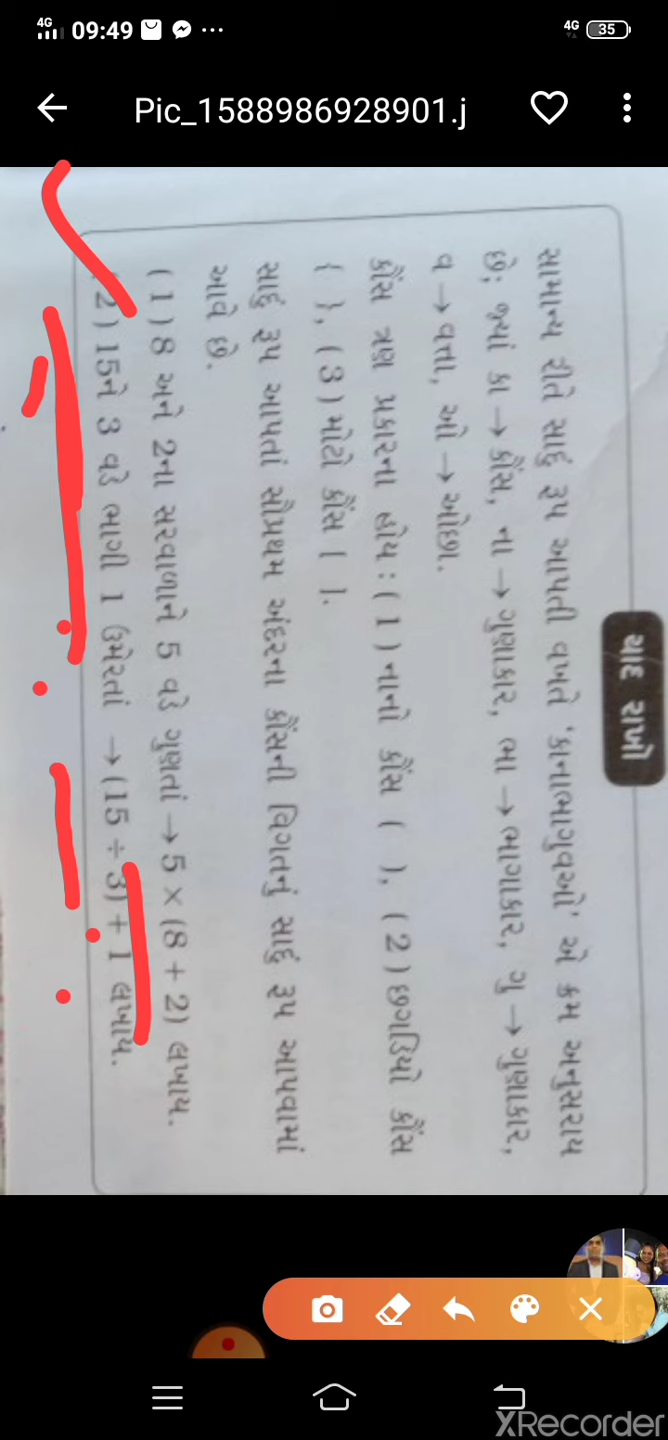 4G 09:49 ...
4G 35
Pic_1588986928901.j
યાદ રાખો
સામાન્ય રીતે સાદું રૂપ આપતી વખતે ‘કાનાભાગુવઓ’ એ ક્રમ અનુસરાય
છે; જ્યાં કા → કૌંસ, ના → ગુણાકાર, ભા → ભાગાકાર, ગુ → ગુણાકાર,
વ → વત્તા, ઓ → ઓછા.
કૌંસ ત્રણ પ્રકારના હોય : ( 1 ) નાનો કૌંસ ( ), ( 2 ) છગડિયો કૌંસ
{ }, ( 3 ) મોટો કૌંસ [ ].
સાદું રૂપ આપતાં સૌપ્રથમ અંદરના કૌંસની વિગતનું સાદું રૂપ આપવામાં
આવે છે.
( 1 ) 8 અને 2ના સરવાળાને 5 વડે ગુણતાં → 5 × (8 + 2) લખાય.
2 ) 15ને 3 વડે ભાગી 1 ઉમેરતાં → (15 ÷ 3) + 1 લખાય.
XRecorder